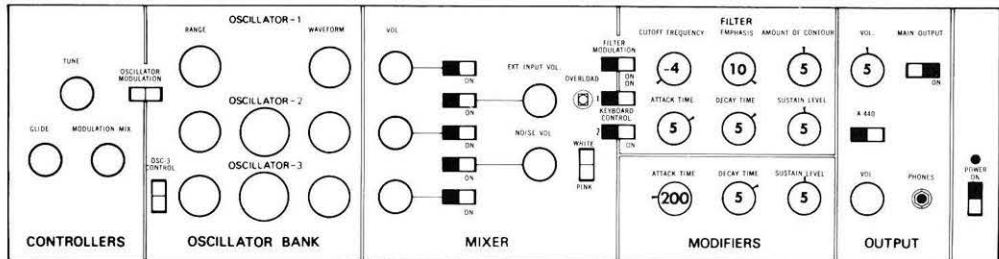 TUNE
GLIDE
MODULATION MIX
CONTROLLERS
OSCILLATOR MODULATION
OSC-3 CONTROL
OSCILLATOR-1
RANGE
WAVEFORM
OSCILLATOR-2
OSCILLATOR-3
OSCILLATOR BANK
VOL
ON
ON
ON
ON
ON
EXT INPUT VOL.
OVERLOAD
NOISE VOL
WHITE
PINK
MIXER
FILTER MODULATION
ON
ON
1
KEYBOARD CONTROL
2
ON
FILTER
CUTOFF FREQUENCY
EMPHASIS
AMOUNT OF CONTOUR
-4
10
5
ATTACK TIME
DECAY TIME
SUSTAIN LEVEL
5
5
5
ATTACK TIME
DECAY TIME
SUSTAIN LEVEL
200
5
5
MODIFIERS
VOL.
MAIN OUTPUT
5
ON
A-440
VOL
PHONES
OUTPUT
POWER
ON